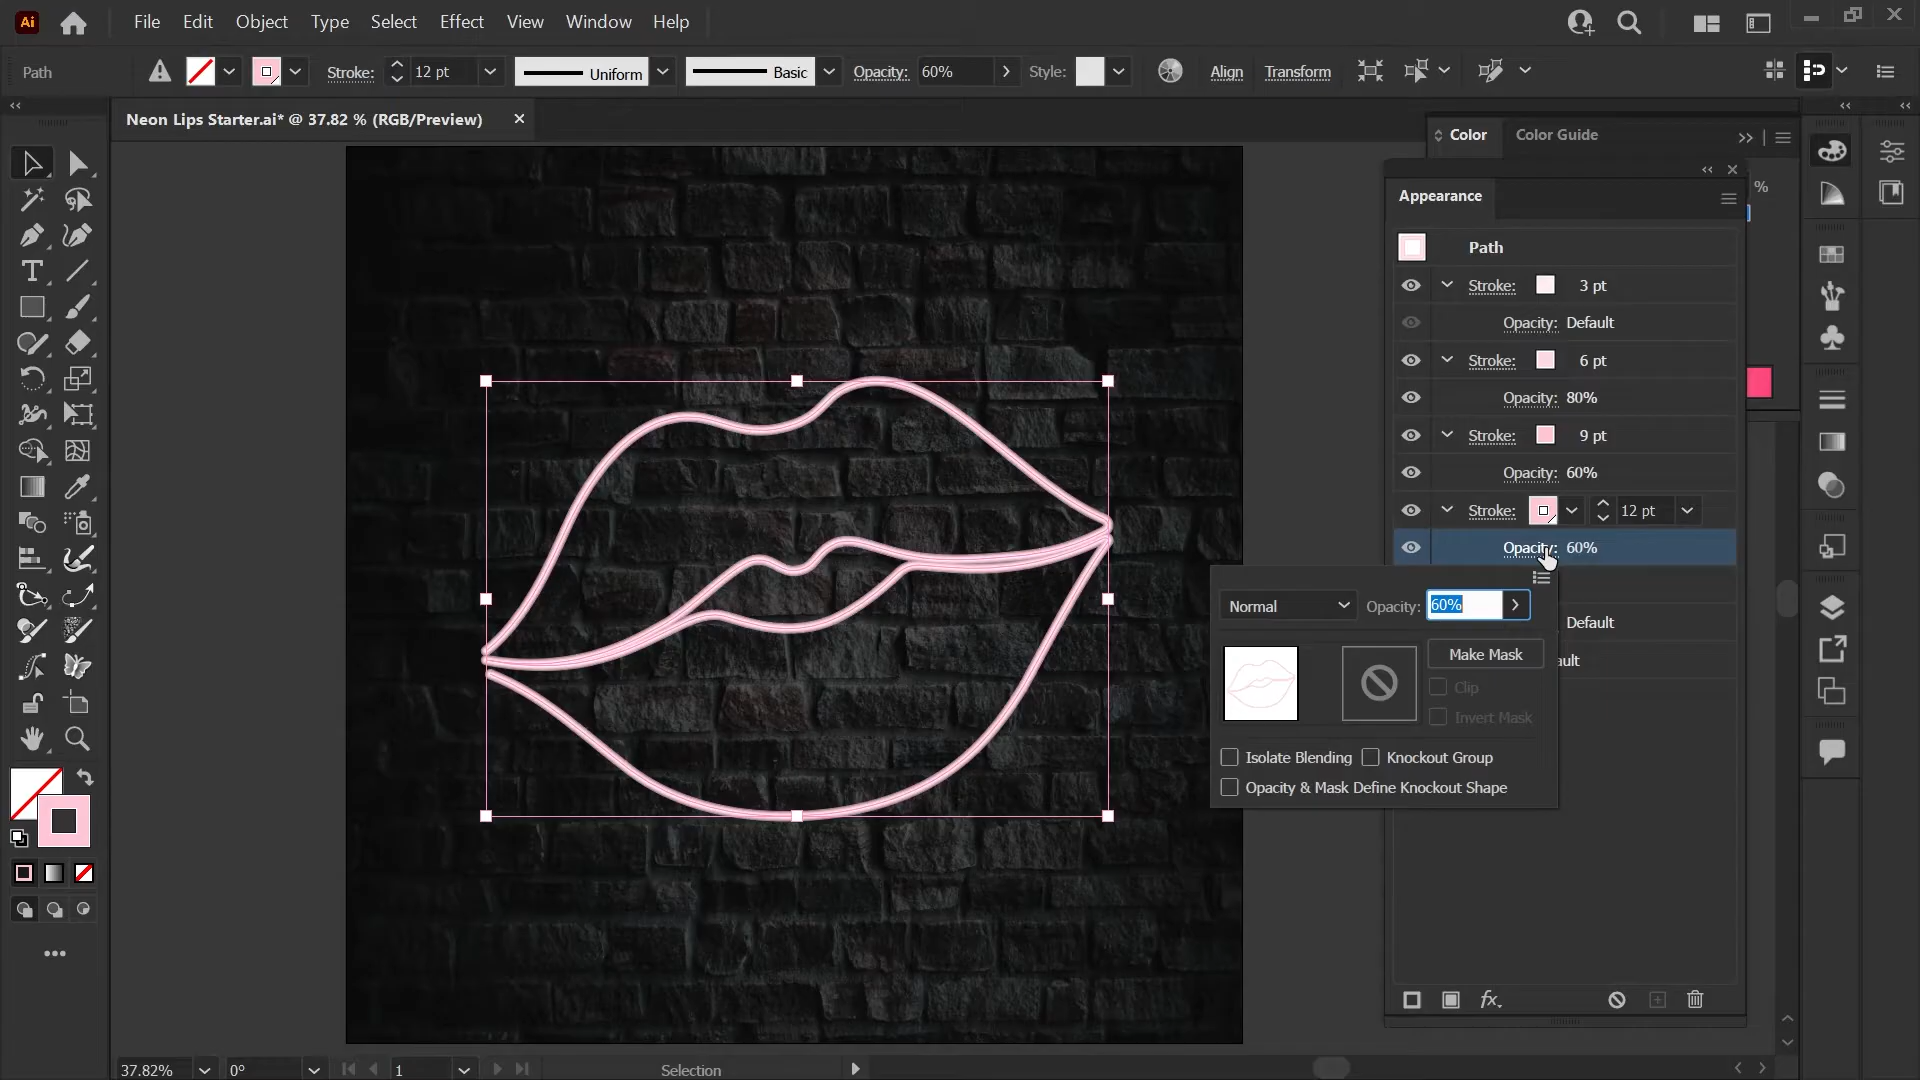 Ai File Edit Object Type Select Effect View Window Help
Path Stroke: 12 pt Uniform Basic Opacity: 60% Style: Align Transform
Neon Lips Starter.ai* @ 37.82 % (RGB/Preview)
Color Color Guide
%
Appearance
Path
Stroke: 3 pt
Opacity: Default
Stroke: 6 pt
Opacity: 80%
Stroke: 9 pt
Opacity: 60%
Stroke: 12 pt
Opacity: 60%
Normal Opacity: 60%
Default
Make Mask
ault
Clip
Invert Mask
Isolate Blending Knockout Group
Opacity & Mask Define Knockout Shape
fx
37.82% 0° 1 Selection